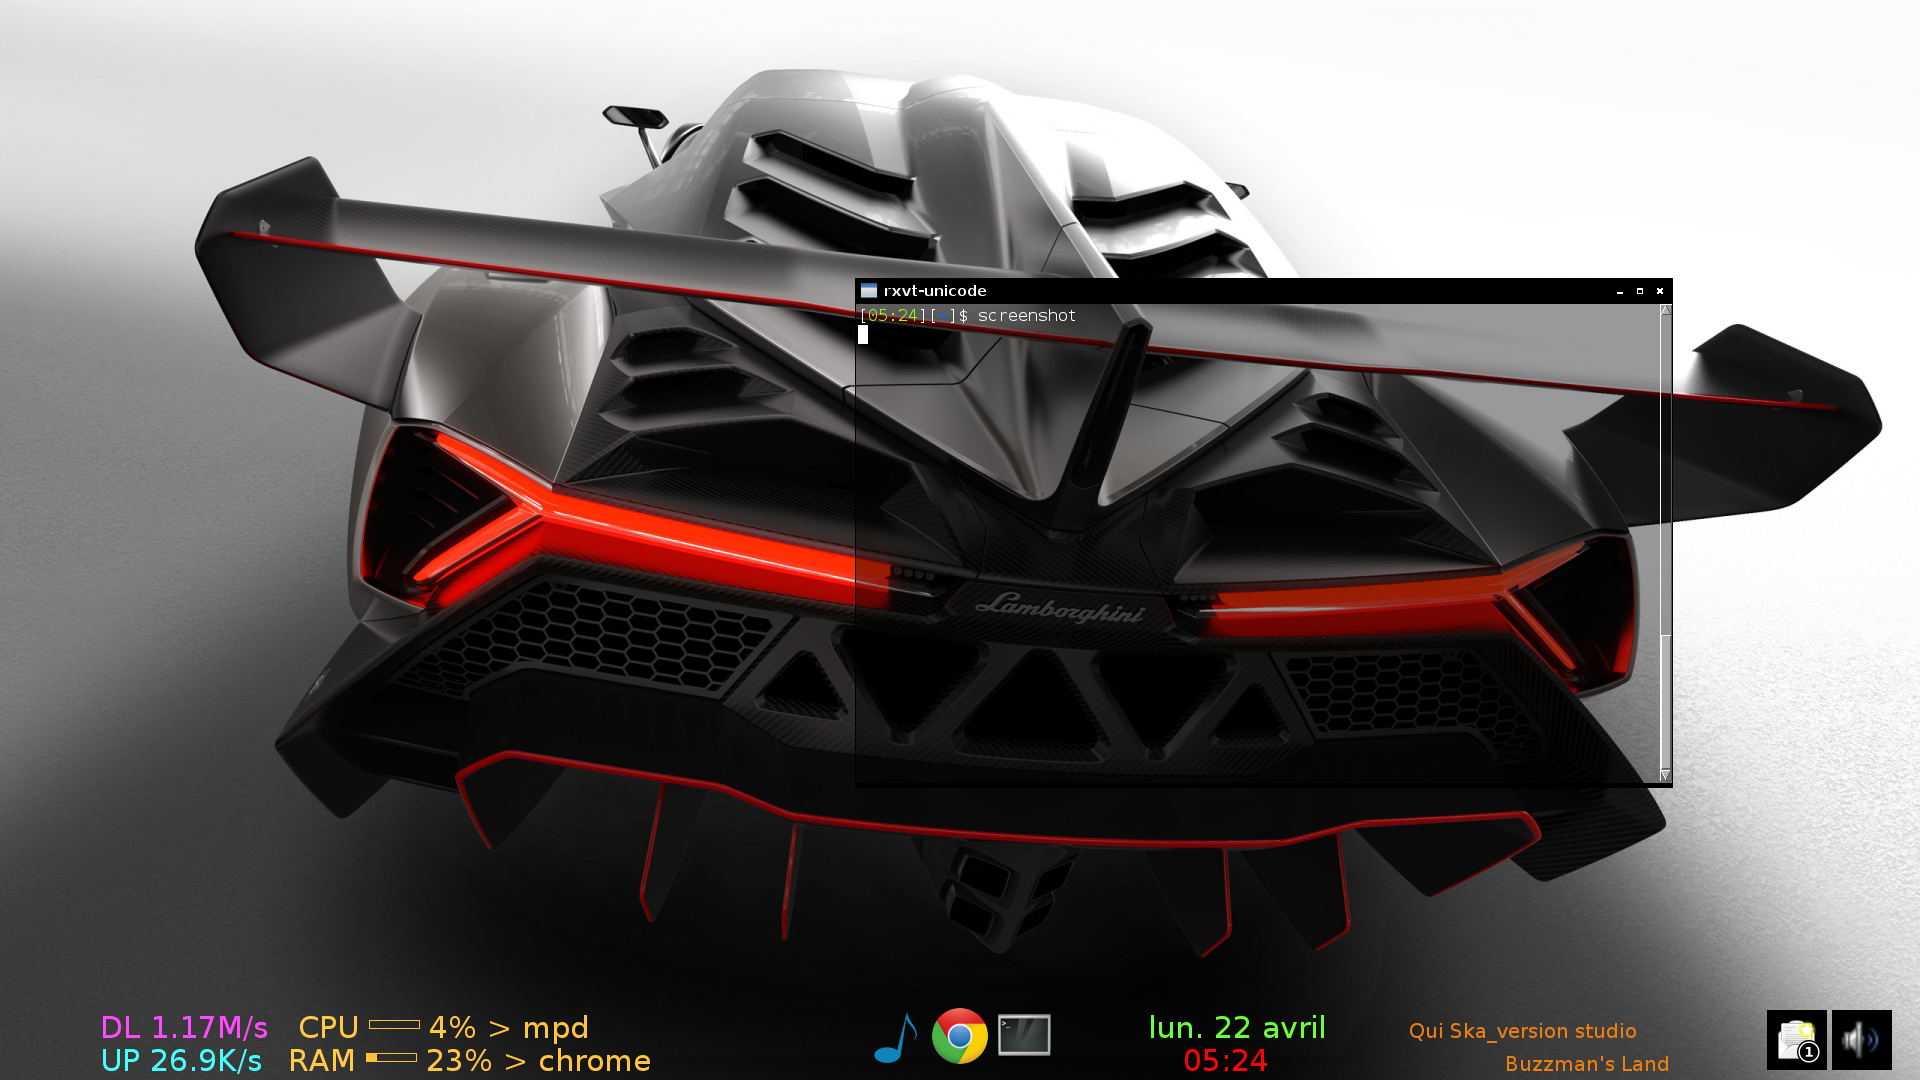 rxvt-unicode
[05:24][~]$ screenshot
Lamborghini
DL 1.17M/s CPU 4% > mpd
UP 26.9K/s RAM 23% > chrome
>_
lun. 22 avril
05:24
Qui Ska_version studio
Buzzman's Land
1